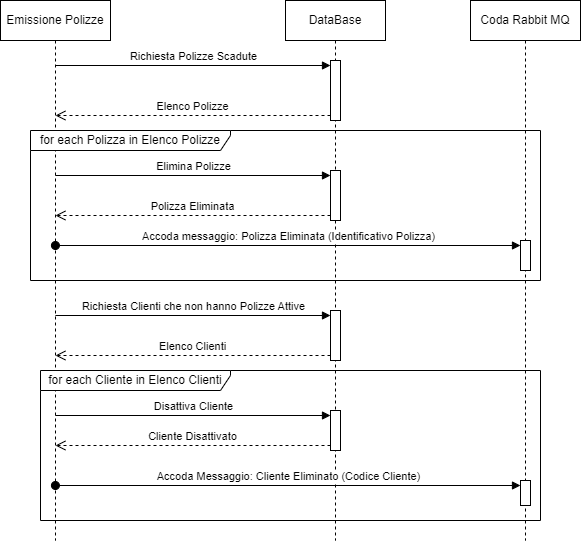 Emissione Polizze
DataBase
Coda Rabbit MQ
Richiesta Polizze Scadute
Elenco Polizze
for each Polizza in Elenco Polizze
Elimina Polizze
Polizza Eliminata
Accoda messaggio: Polizza Eliminata (Identificativo Polizza)
Richiesta Clienti che non hanno Polizze Attive
Elenco Clienti
for each Cliente in Elenco Clienti
Disattiva Cliente
Cliente Disattivato
Accoda Messaggio: Cliente Eliminato (Codice Cliente)